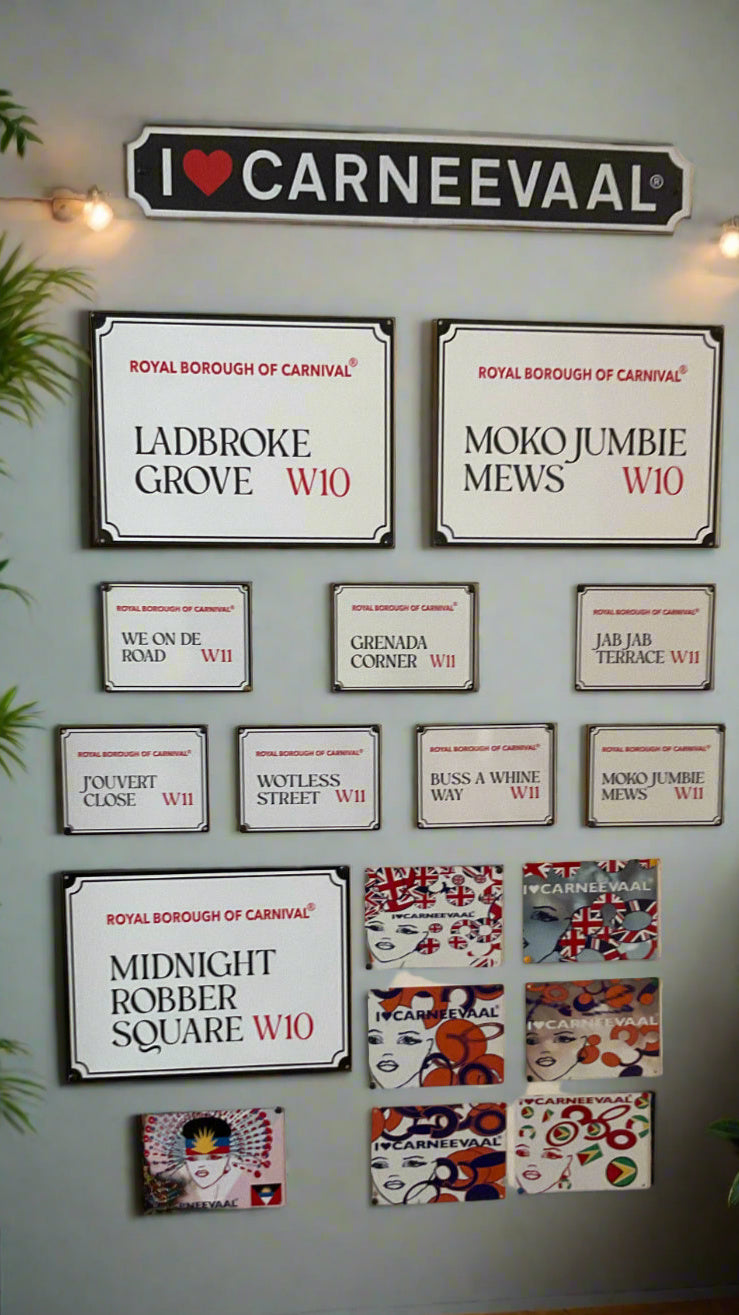 I ♥ CARNEEVAAL®
ROYAL BOROUGH OF CARNIVAL®
LADBROKE
GROVE W10
ROYAL BOROUGH OF CARNIVAL®
MOKO JUMBIE
MEWS W10
ROYAL BOROUGH OF CARNIVAL®
WE ON DE
ROAD W11
ROYAL BOROUGH OF CARNIVAL®
GRENADA
CORNER W11
ROYAL BOROUGH OF CARNIVAL®
JAB JAB
TERRACE W11
ROYAL BOROUGH OF CARNIVAL®
J'OUVERT
CLOSE W11
ROYAL BOROUGH OF CARNIVAL®
WOTLESS
STREET W11
ROYAL BOROUGH OF CARNIVAL®
BUSS A WHINE
WAY W11
ROYAL BOROUGH OF CARNIVAL®
MOKO JUMBIE
MEWS W11
ROYAL BOROUGH OF CARNIVAL®
MIDNIGHT
ROBBER
SQUARE W10
I♥CARNEEVAAL
I♥CARNEEVAAL
I♥CARNEEVAAL
I♥CARNEEVAAL
I♥CARNEEVAAL
I♥CARNEEVAAL
RNEEVAAL